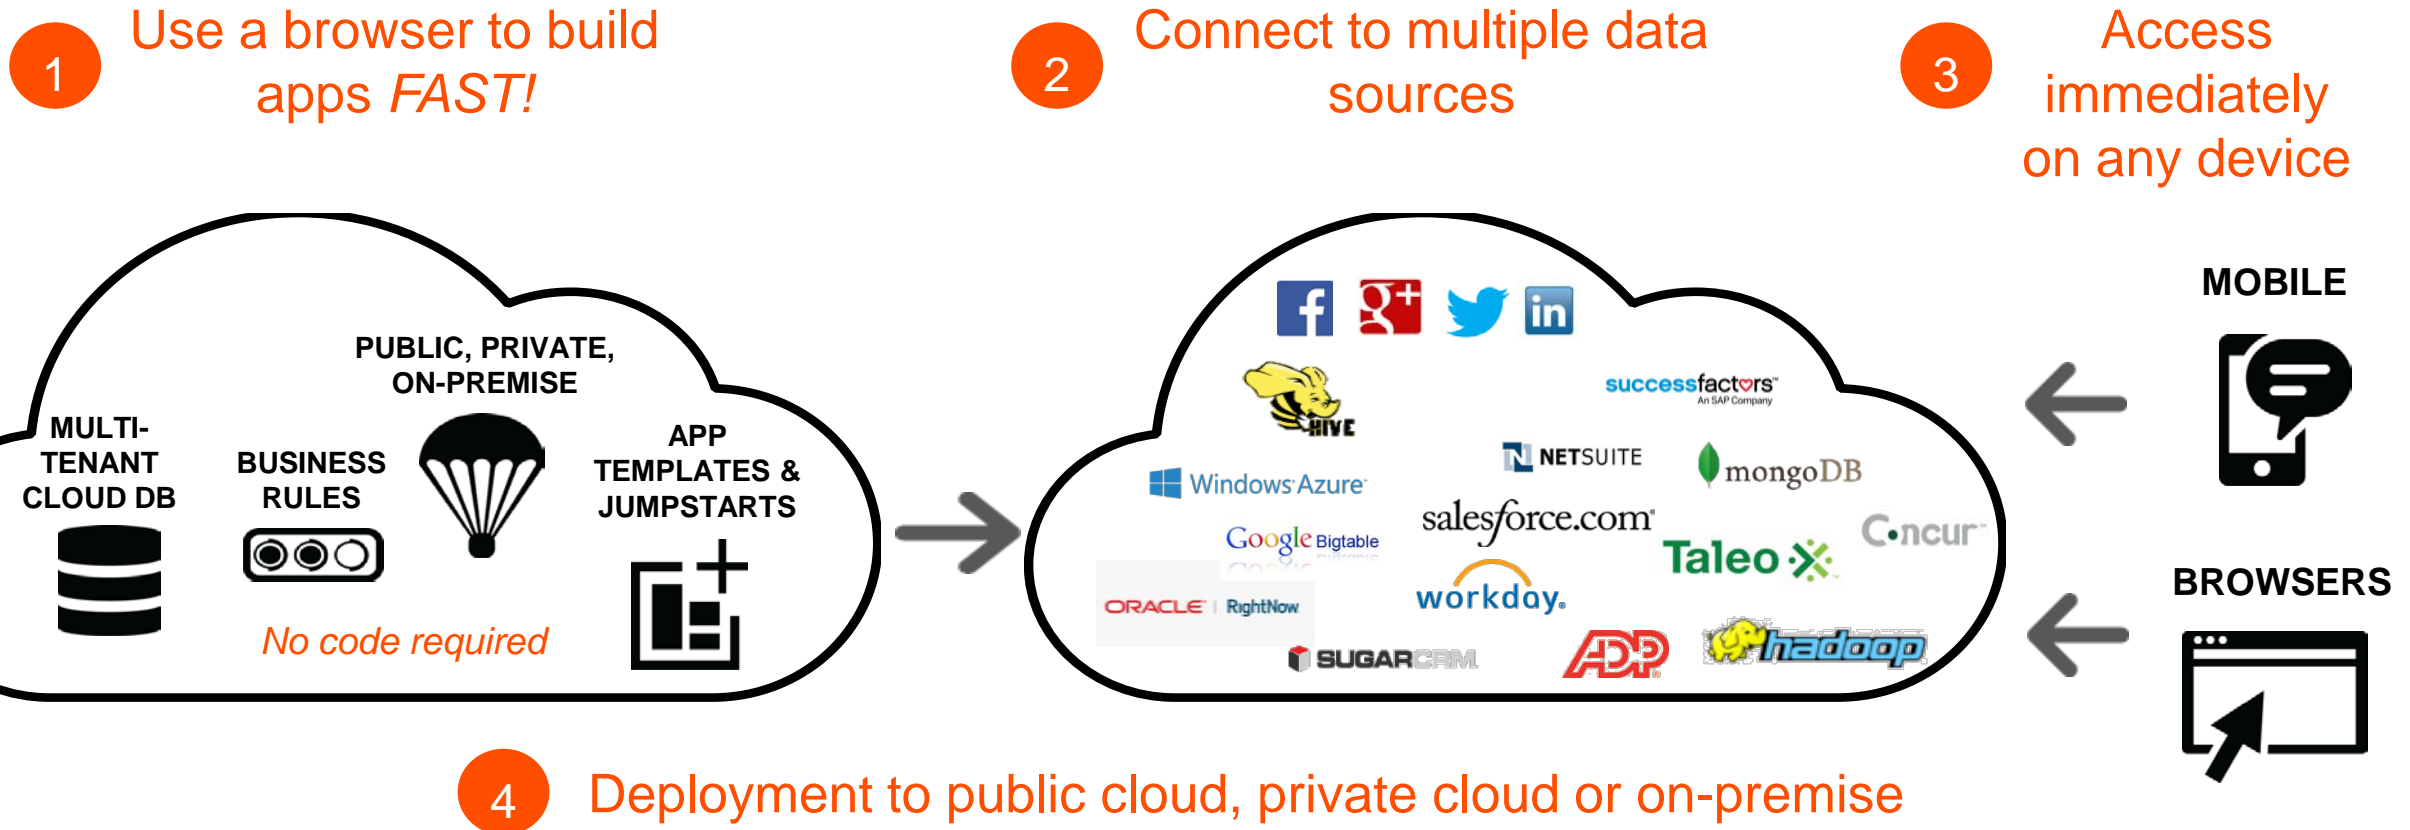 1
Use a browser to build
apps FAST!
2
Connect to multiple data
sources
3
Access
immediately
on any device
PUBLIC, PRIVATE,
ON-PREMISE
MULTI-
TENANT
CLOUD DB
BUSINESS
RULES
APP
TEMPLATES &
JUMPSTARTS
No code required
f
g+
in
HIVE
successfactors™
An SAP Company
NETSUITE
mongoDB
Windows Azure
salesforce.com
Concur
Google Bigtable
Taleo
ORACLE | RightNow
workday.
SUGARCRM
ADP
hadoop
MOBILE
BROWSERS
4
Deployment to public cloud, private cloud or on-premise